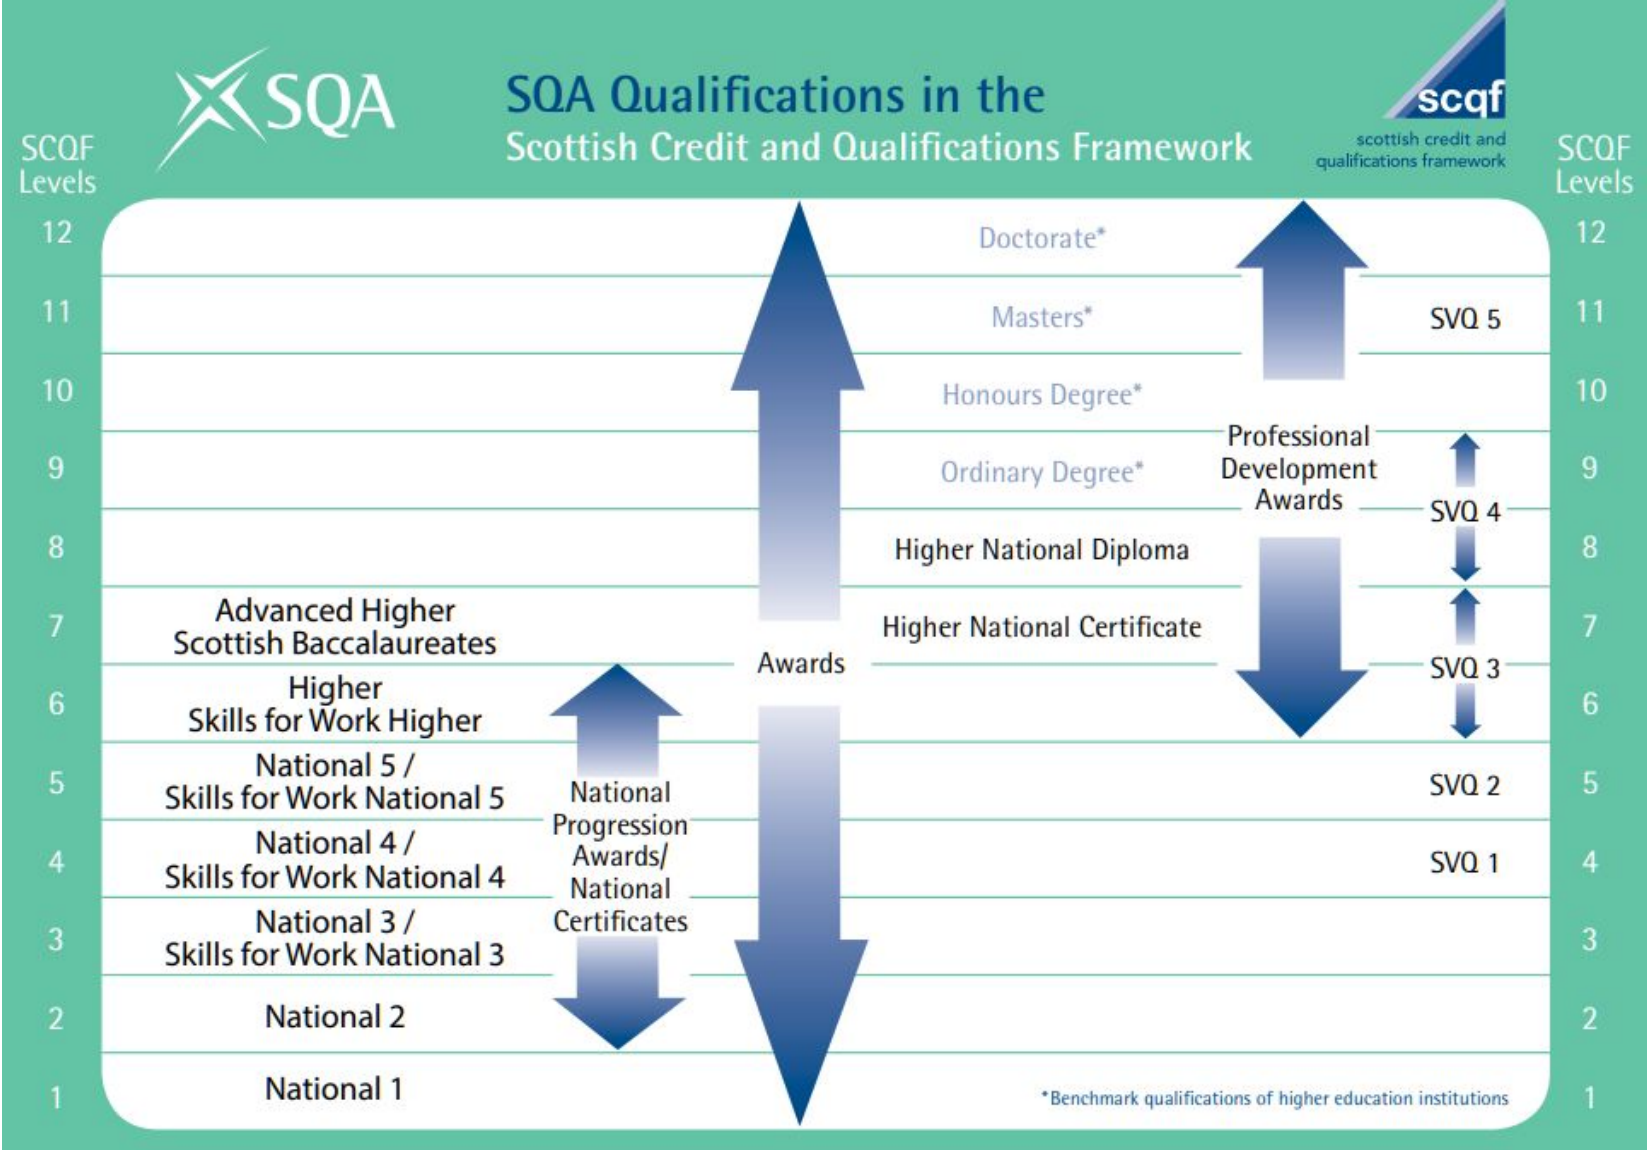 SQA
SQA Qualifications in the
Scottish Credit and Qualifications Framework
scqf
scottish credit and
qualifications framework
SCQF
Levels
SCQF
Levels
12
Doctorate*
12
11
Masters*
SVQ 5
11
10
Honours Degree*
10
9
Ordinary Degree*
Professional
Development
Awards
SVQ 4
9
8
Higher National Diploma
8
7
Advanced Higher
Scottish Baccalaureates
Higher National Certificate
7
Awards
SVQ 3
6
Higher
Skills for Work Higher
6
5
National 5 /
Skills for Work National 5
SVQ 2
5
National
Progression
Awards/
National
Certificates
4
National 4 /
Skills for Work National 4
SVQ 1
4
3
National 3 /
Skills for Work National 3
3
2
National 2
2
1
National 1
*Benchmark qualifications of higher education institutions
1